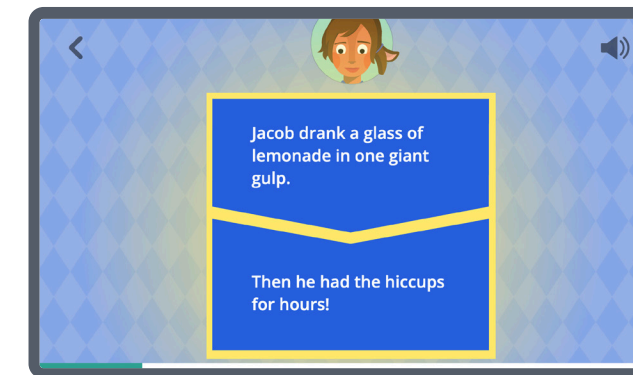 Jacob drank a glass of
lemonade in one giant
gulp.
Then he had the hiccups
for hours!